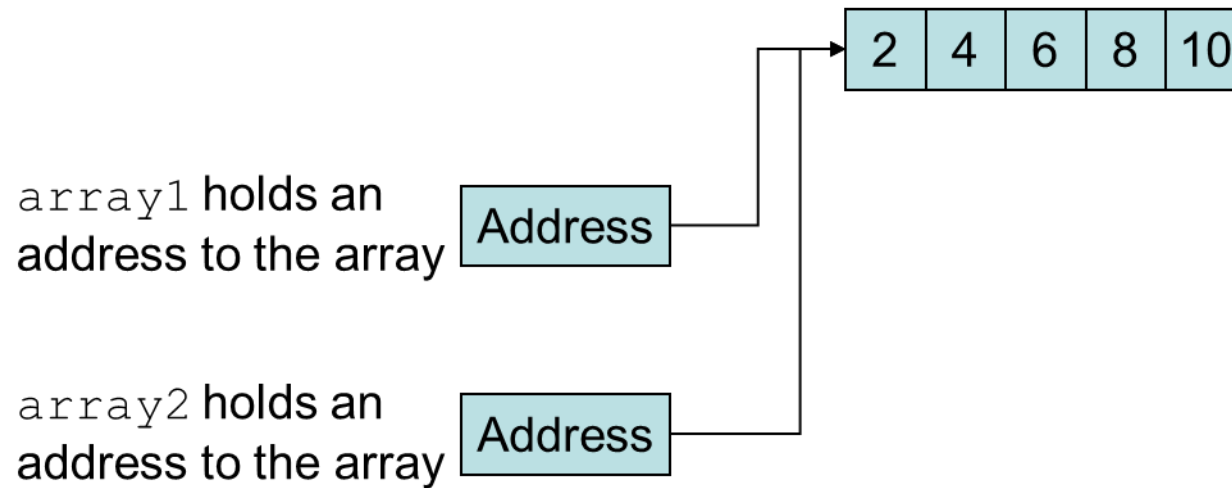 2 4 6 8 10
array1 holds an
address to the array
Address
array2 holds an
address to the array
Address